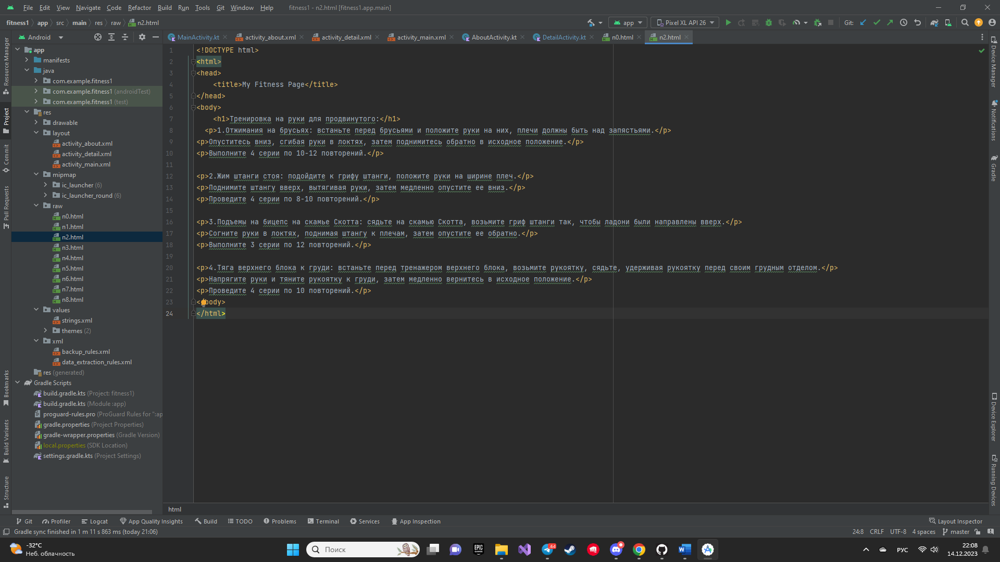 File Edit View Navigate Code Refactor Build Run Tools Git Window Help fitness1 - n2.html [fitness1.app.main]
fitness1 app src main res raw n2.html app Pixel XL API 26 Git:
Android MainActivity.kt activity_about.xml activity_detail.xml activity_main.xml AboutActivity.kt DetailActivity.kt n0.html n2.html
Resource Manager
Project
Commit
Pull Requests
Bookmarks
Build Variants
Structure
app
manifests
java
com.example.fitness1
com.example.fitness1 (androidTest)
com.example.fitness1 (test)
res
drawable
layout
activity_about.xml
activity_detail.xml
activity_main.xml
mipmap
ic_launcher (6)
ic_launcher_round (6)
raw
n0.html
n1.html
n2.html
n3.html
n4.html
n5.html
n6.html
n7.html
n8.html
values
strings.xml
themes (2)
xml
backup_rules.xml
data_extraction_rules.xml
res (generated)
Gradle Scripts
build.gradle.kts (Project: fitness1)
build.gradle.kts (Module :app)
proguard-rules.pro (ProGuard Rules for ":ap
gradle.properties (Project Properties)
gradle-wrapper.properties (Gradle Version)
local.properties (SDK Location)
settings.gradle.kts (Project Settings)
1 <!DOCTYPE html>
2 <html>
3 <head>
4 <title>My Fitness Page</title>
5 </head>
6 <body>
7 <h1>Тренировка на руки для продвинутого:</h1>
8 <p>1.Отжимания на брусьях: встаньте перед брусьями и положите руки на них, плечи должны быть над запястьями.</p>
9 <p>Опуститесь вниз, сгибая руки в локтях, затем поднимитесь обратно в исходное положение.</p>
10 <p>Выполните 4 серии по 10-12 повторений.</p>
11
12 <p>2.Жим штанги стоя: подойдите к грифу штанги, положите руки на ширине плеч.</p>
13 <p>Поднимите штангу вверх, вытягивая руки, затем медленно опустите ее вниз.</p>
14 <p>Проведите 4 серии по 8-10 повторений.</p>
15
16 <p>3.Подъемы на бицепс на скамье Скотта: сядьте на скамью Скотта, возьмите гриф штанги так, чтобы ладони были направлены вверх.</p>
17 <p>Согните руки в локтях, поднимая штангу к плечам, затем опустите ее обратно.</p>
18 <p>Выполните 3 серии по 12 повторений.</p>
19
20 <p>4.Тяга верхнего блока к груди: встаньте перед тренажером верхнего блока, возьмите рукоятку, сядьте, удерживая рукоятку перед своим грудным отделом.</p>
21 <p>Напрягите руки и тяните рукоятку к груди, затем медленно вернитесь в исходное положение.</p>
22 <p>Проведите 4 серии по 10 повторений.</p>
23 < body>
24 </html>
Device Manager
Notifications
Gradle
Device Explorer
Running Devices
html
Git Profiler Logcat App Quality Insights Build TODO Problems Terminal Services App Inspection Layout Inspector
Gradle sync finished in 1 m 11 s 863 ms (today 21:06) 24:8 CRLF UTF-8 4 spaces master
-32°C
Неб. облачность
Поиск
EPIC GAMES
64
РУС
22:08
14.12.2023